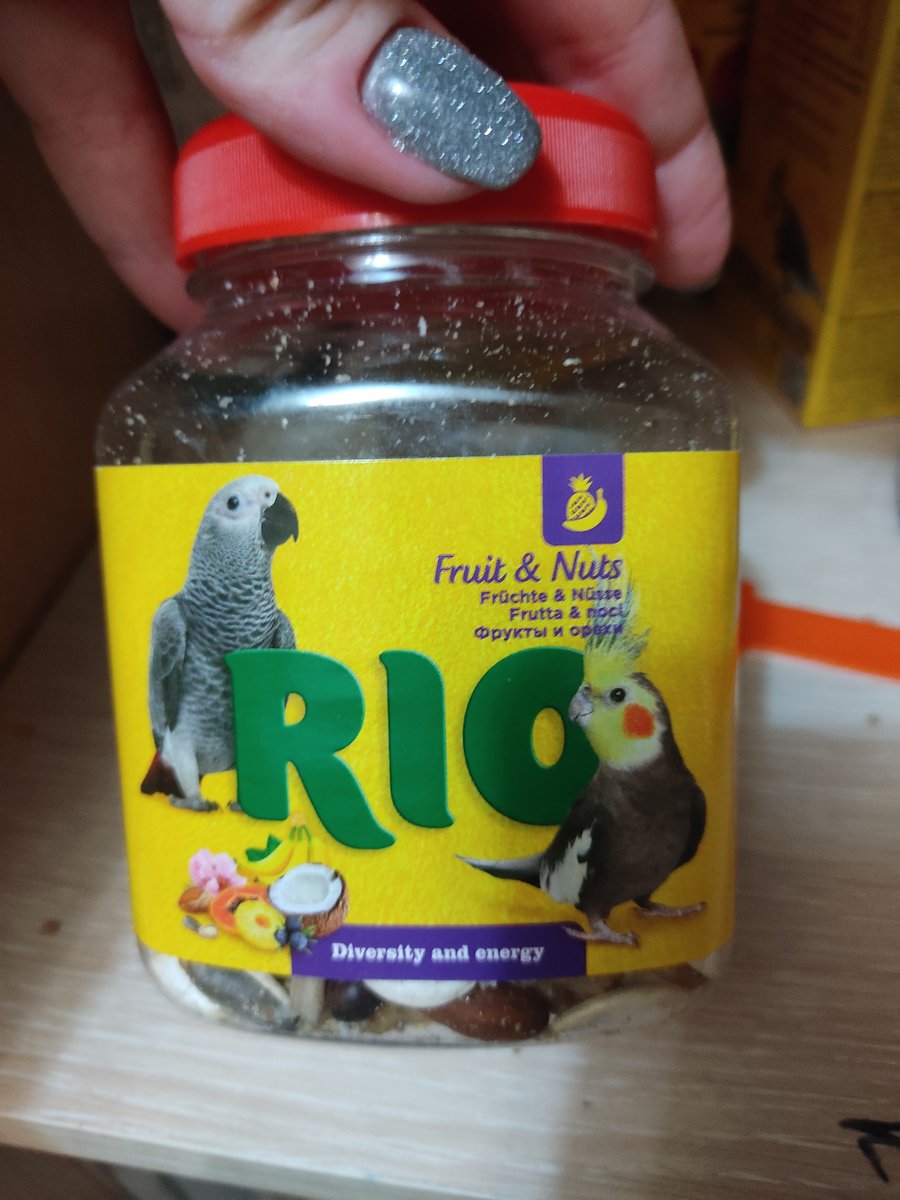 Fruit & Nuts
Früchte & Nüsse
Frutta & noci
Фрукты и орехи
RIO
Diversity and energy